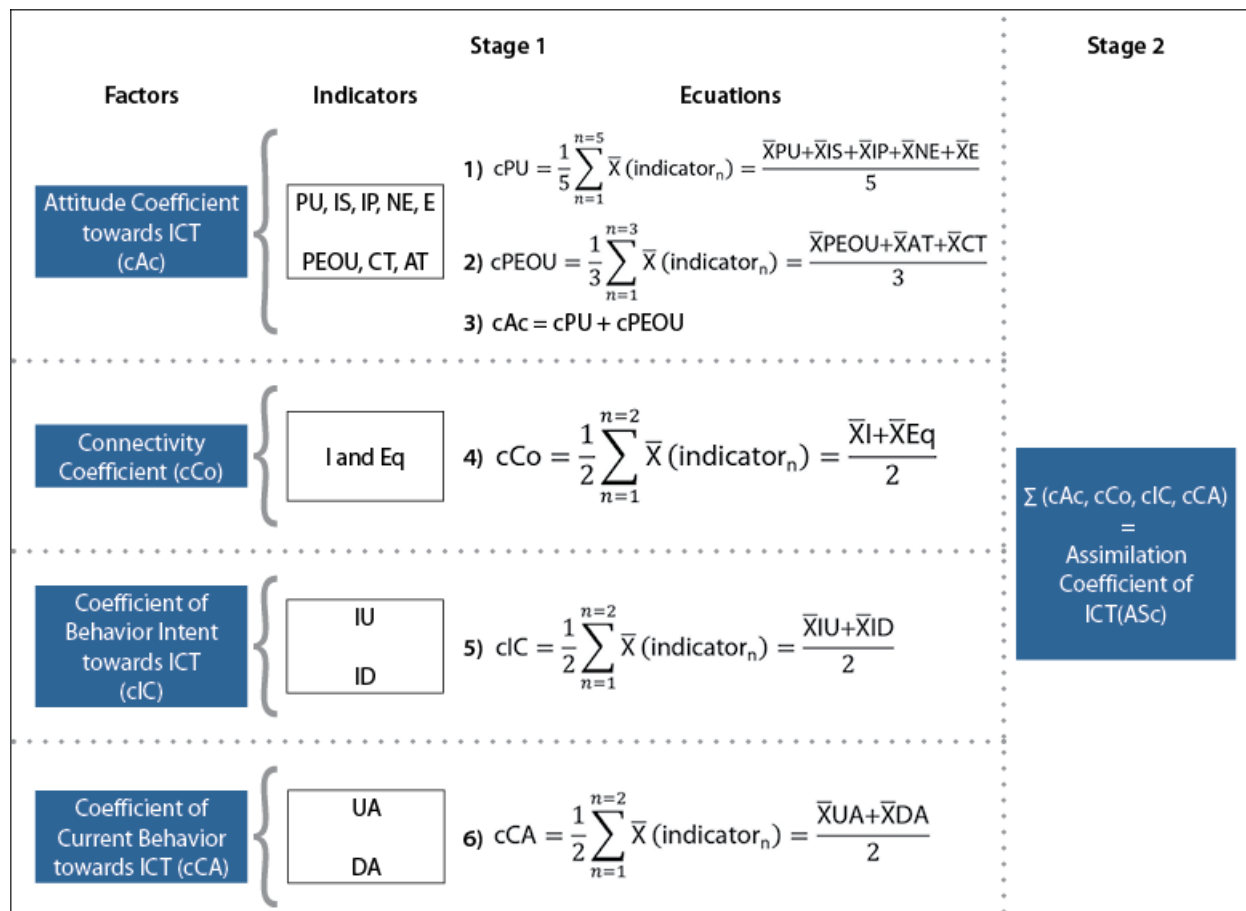 Stage 1
Stage 2
Factors
Indicators
Ecuations
Attitude Coefficient
towards ICT
(cAc)
PU, IS, IP, NE, E
PEOU, CT, AT
1) cPU = 1/5 ∑_{n=1}^{n=5} X̅ (indicator_n) = (X̅PU+X̅IS+X̅IP+X̅NE+X̅E)/5
2) cPEOU = 1/3 ∑_{n=1}^{n=3} X̅ (indicator_n) = (X̅PEOU+X̅AT+X̅CT)/3
3) cAc = cPU + cPEOU
Connectivity
Coefficient (cCo)
I and Eq
4) cCo = 1/2 ∑_{n=1}^{n=2} X̅ (indicator_n) = (X̅I+X̅Eq)/2
Coefficient of
Behavior Intent
towards ICT
(cIC)
IU
ID
5) cIC = 1/2 ∑_{n=1}^{n=2} X̅ (indicator_n) = (X̅IU+X̅ID)/2
Coefficient of
Current Behavior
towards ICT (cCA)
UA
DA
6) cCA = 1/2 ∑_{n=1}^{n=2} X̅ (indicator_n) = (X̅UA+X̅DA)/2
Σ (cAc, cCo, cIC, cCA)
=
Assimilation
Coefficient of
ICT(ASc)